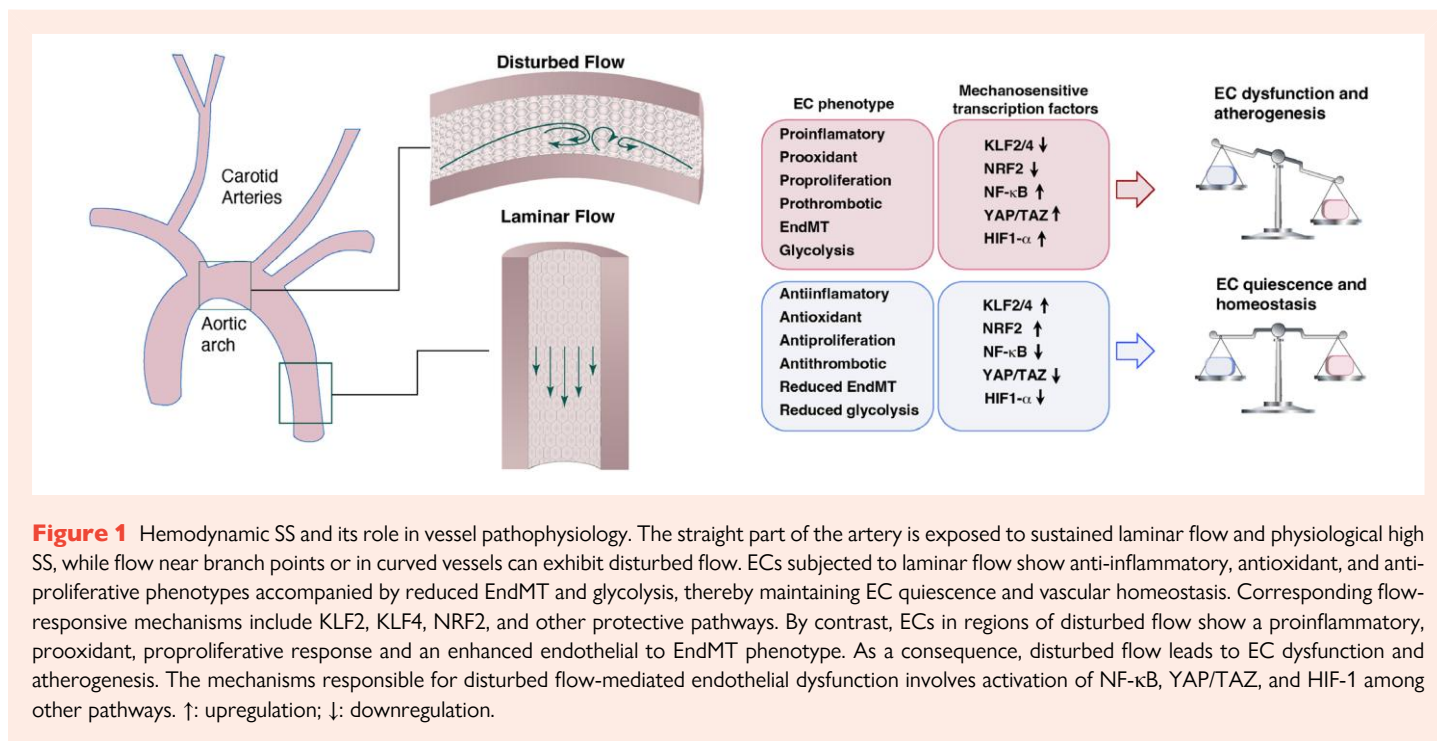 Disturbed Flow
Carotid
Arteries
Laminar Flow
Aortic
arch
EC phenotype
Proinflamatory
Prooxidant
Proproliferation
Prothrombotic
EndMT
Glycolysis
Mechanosensitive
transcription factors
KLF2/4 ↓
NRF2 ↓
NF-κB ↑
YAP/TAZ ↑
HIF1-α ↑
EC dysfunction and
atherogenesis
Antiinflamatory
Antioxidant
Antiproliferation
Antithrombotic
Reduced EndMT
Reduced glycolysis
KLF2/4 ↑
NRF2 ↑
NF-κB ↓
YAP/TAZ ↓
HIF1-α ↓
EC quiescence and
homeostasis
Figure 1 Hemodynamic SS and its role in vessel pathophysiology. The straight part of the artery is exposed to sustained laminar flow and physiological high
SS, while flow near branch points or in curved vessels can exhibit disturbed flow. ECs subjected to laminar flow show anti-inflammatory, antioxidant, and anti-
proliferative phenotypes accompanied by reduced EndMT and glycolysis, thereby maintaining EC quiescence and vascular homeostasis. Corresponding flow-
responsive mechanisms include KLF2, KLF4, NRF2, and other protective pathways. By contrast, ECs in regions of disturbed flow show a proinflammatory,
prooxidant, proproliferative response and an enhanced endothelial to EndMT phenotype. As a consequence, disturbed flow leads to EC dysfunction and
atherogenesis. The mechanisms responsible for disturbed flow-mediated endothelial dysfunction involves activation of NF-κB, YAP/TAZ, and HIF-1 among
other pathways. ↑: upregulation; ↓: downregulation.